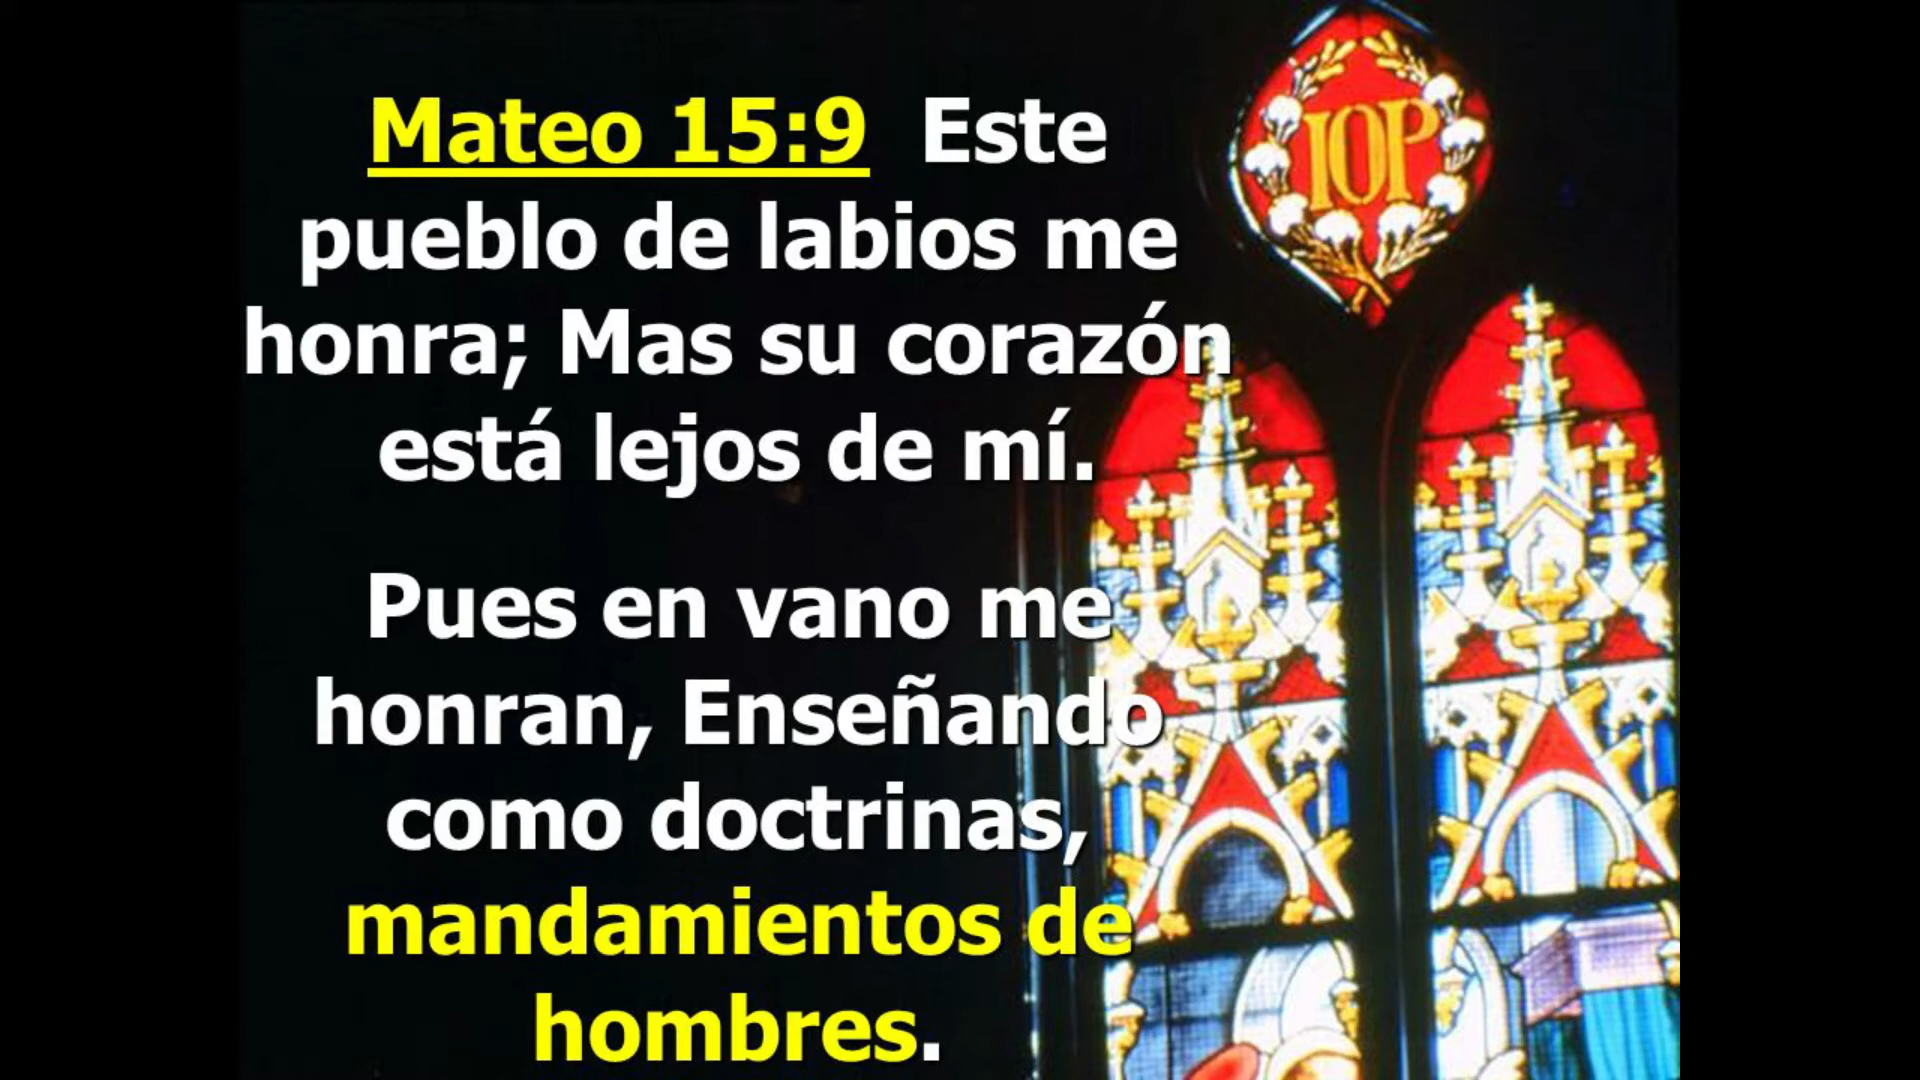 Mateo 15:9 Este
pueblo de labios me
honra; Mas su corazón
está lejos de mí.
Pues en vano me
honran, Enseñando
como doctrinas,
mandamientos de
hombres.
IOP